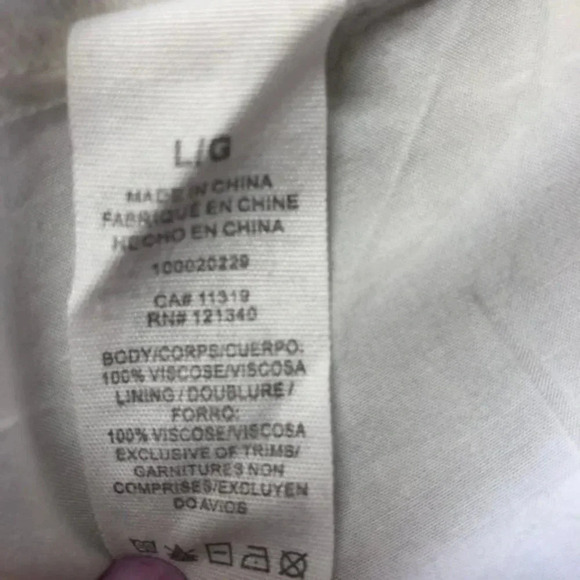 L/G
MADE IN CHINA
FABRIQUÉ EN CHINE
HECHO EN CHINA
100020229
CA# 11319
RN# 121340
BODY/CORPS/CUERPO:
100% VISCOSE/VISCOSA
LINING/DOUBLURE/
FORRO:
100% VISCOSE/VISCOSA
EXCLUSIVE OF TRIMS/
GARNITURES NON
COMPRISES/EXCLUYEN
DO AVIOS